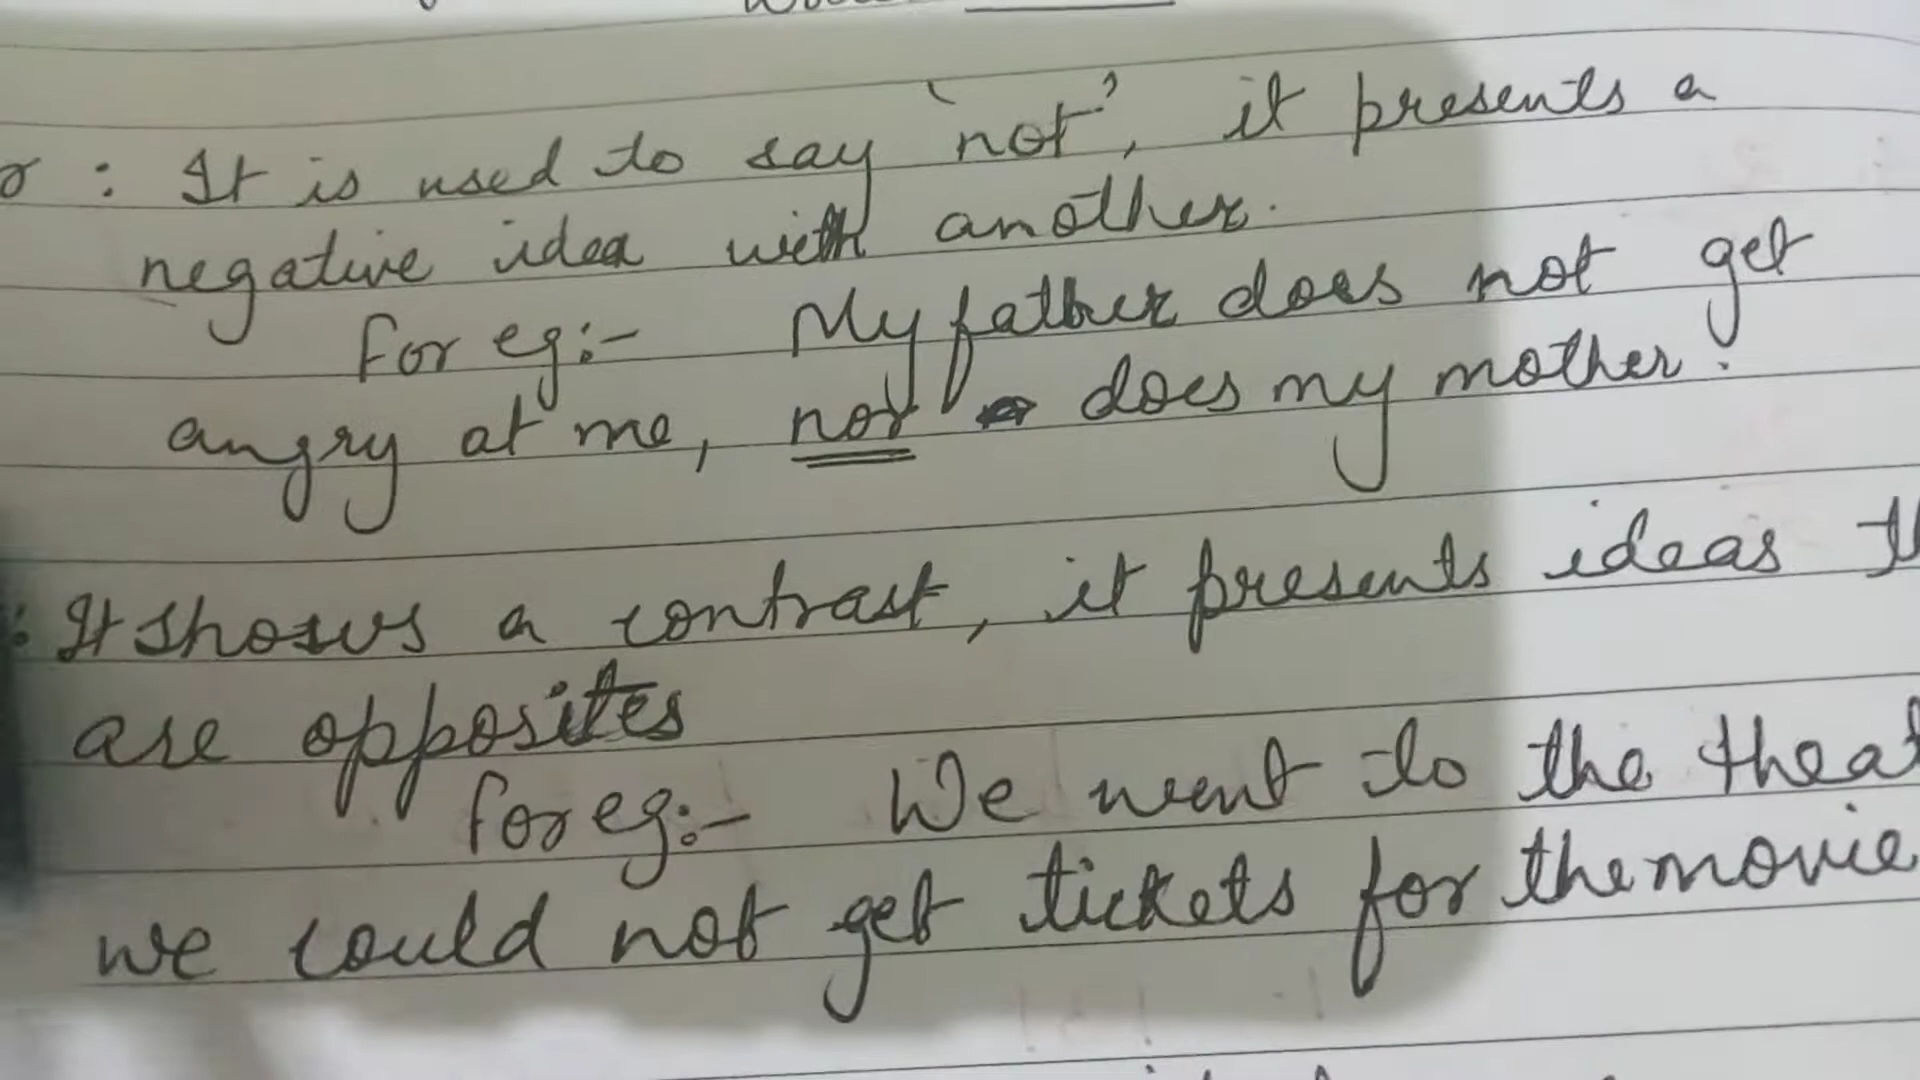 r : It is used to say 'not', it presents a
negative idea with another.
For eg:- My father does not get
angry at me, nor does my mother.
: It shows a contrast, it presents ideas th
are opposites
For eg:- We went to the theat
we could not get tickets for the movie